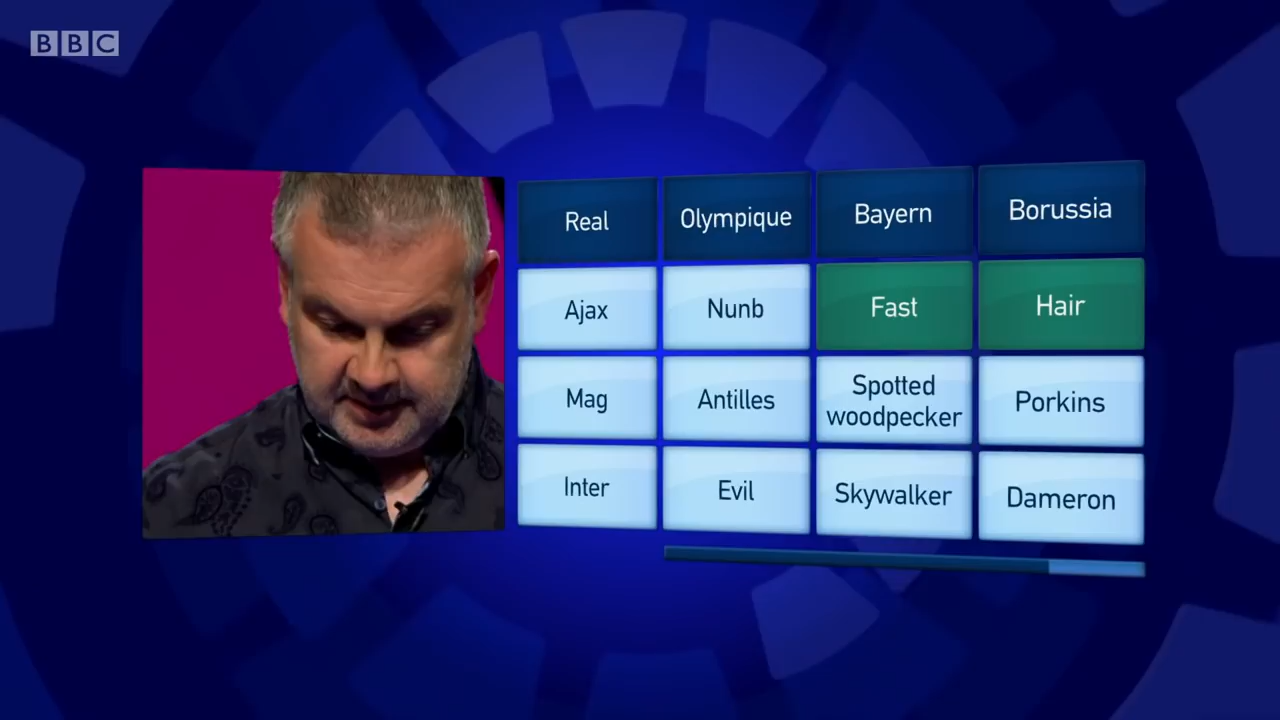 BBC
Real
Olympique
Bayern
Borussia
Ajax
Nunb
Fast
Hair
Mag
Antilles
Spotted
woodpecker
Porkins
Inter
Evil
Skywalker
Dameron